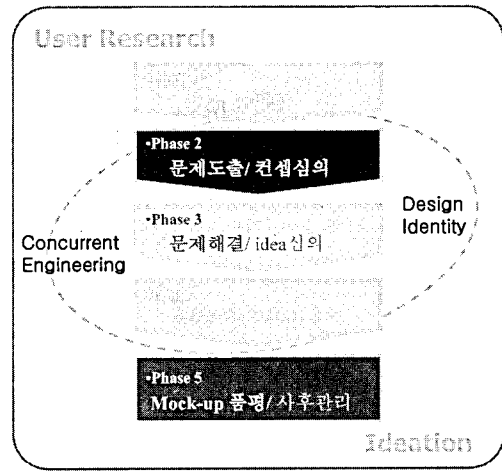 User Research
•Phase 2
문제도출/ 컨셉심의
•Phase 3
문제해결/ idea심의
Design
Identity
Concurrent
Engineering
•Phase 5
Mock-up 품평/ 사후관리
Ideation